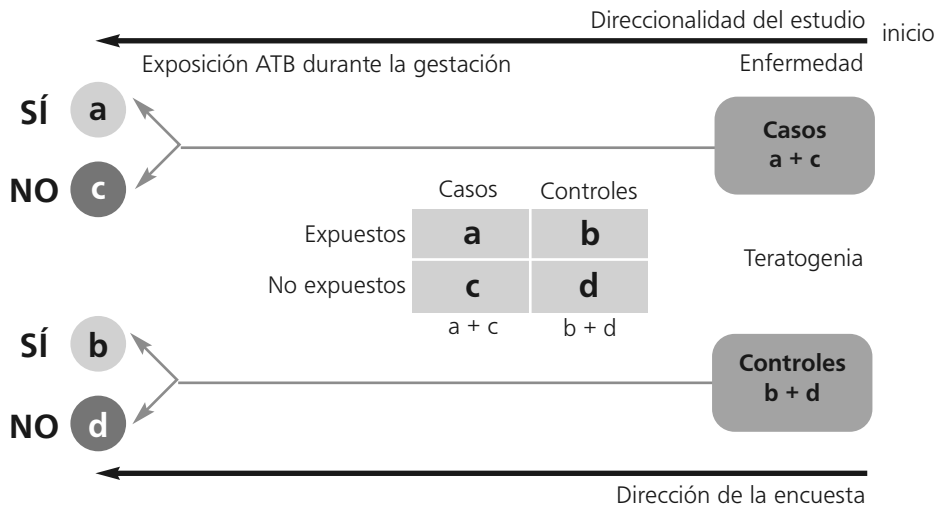 Direccionalidad del estudio
inicio
Exposición ATB durante la gestación
Enfermedad
SÍ a
Casos
a + c
NO c
Casos Controles
Expuestos a b
Teratogenia
No expuestos c d
a + c b + d
SÍ b
Controles
b + d
NO d
Dirección de la encuesta